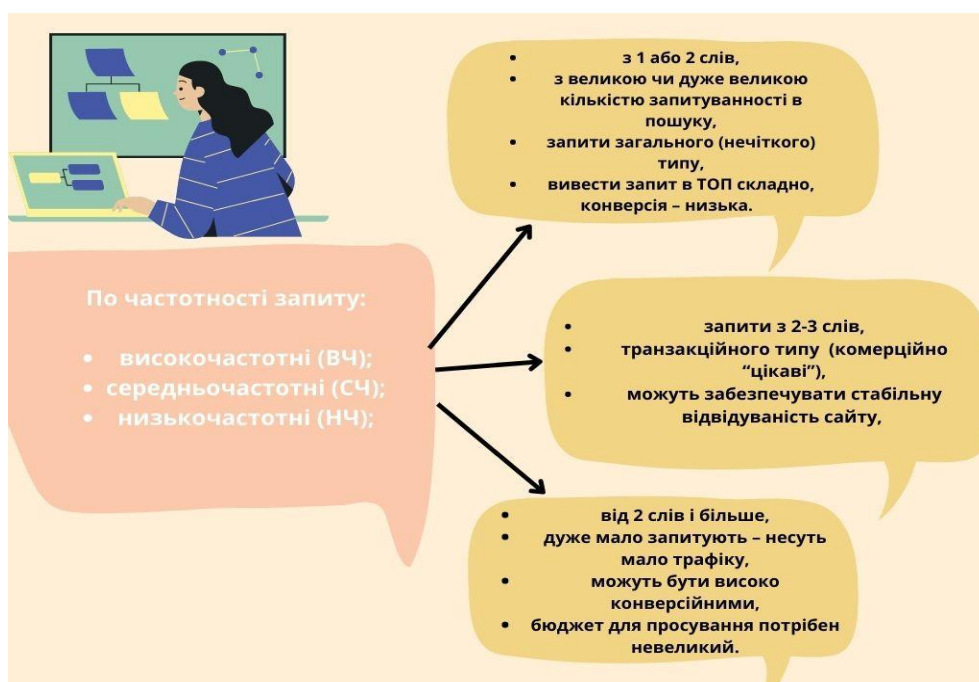 По частотності запиту:
• високочастотні (ВЧ);
• середньочастотні (СЧ);
• низькочастотні (НЧ);
• з 1 або 2 слів,
• з великою чи дуже великою
кількістю запитуванності в
пошуку,
• запити загального (нечіткого)
типу,
• вивести запит в ТОП складно,
конверсія – низька.
• запити з 2-3 слів,
• транзакційного типу (комерційно
“цікаві”),
• можуть забезпечувати стабільну
відвідуваність сайту,
• від 2 слів і більше,
• дуже мало запитують – несуть
мало трафіку,
• можуть бути високо
конверсійними,
• бюджет для просування потрібен
невеликий.